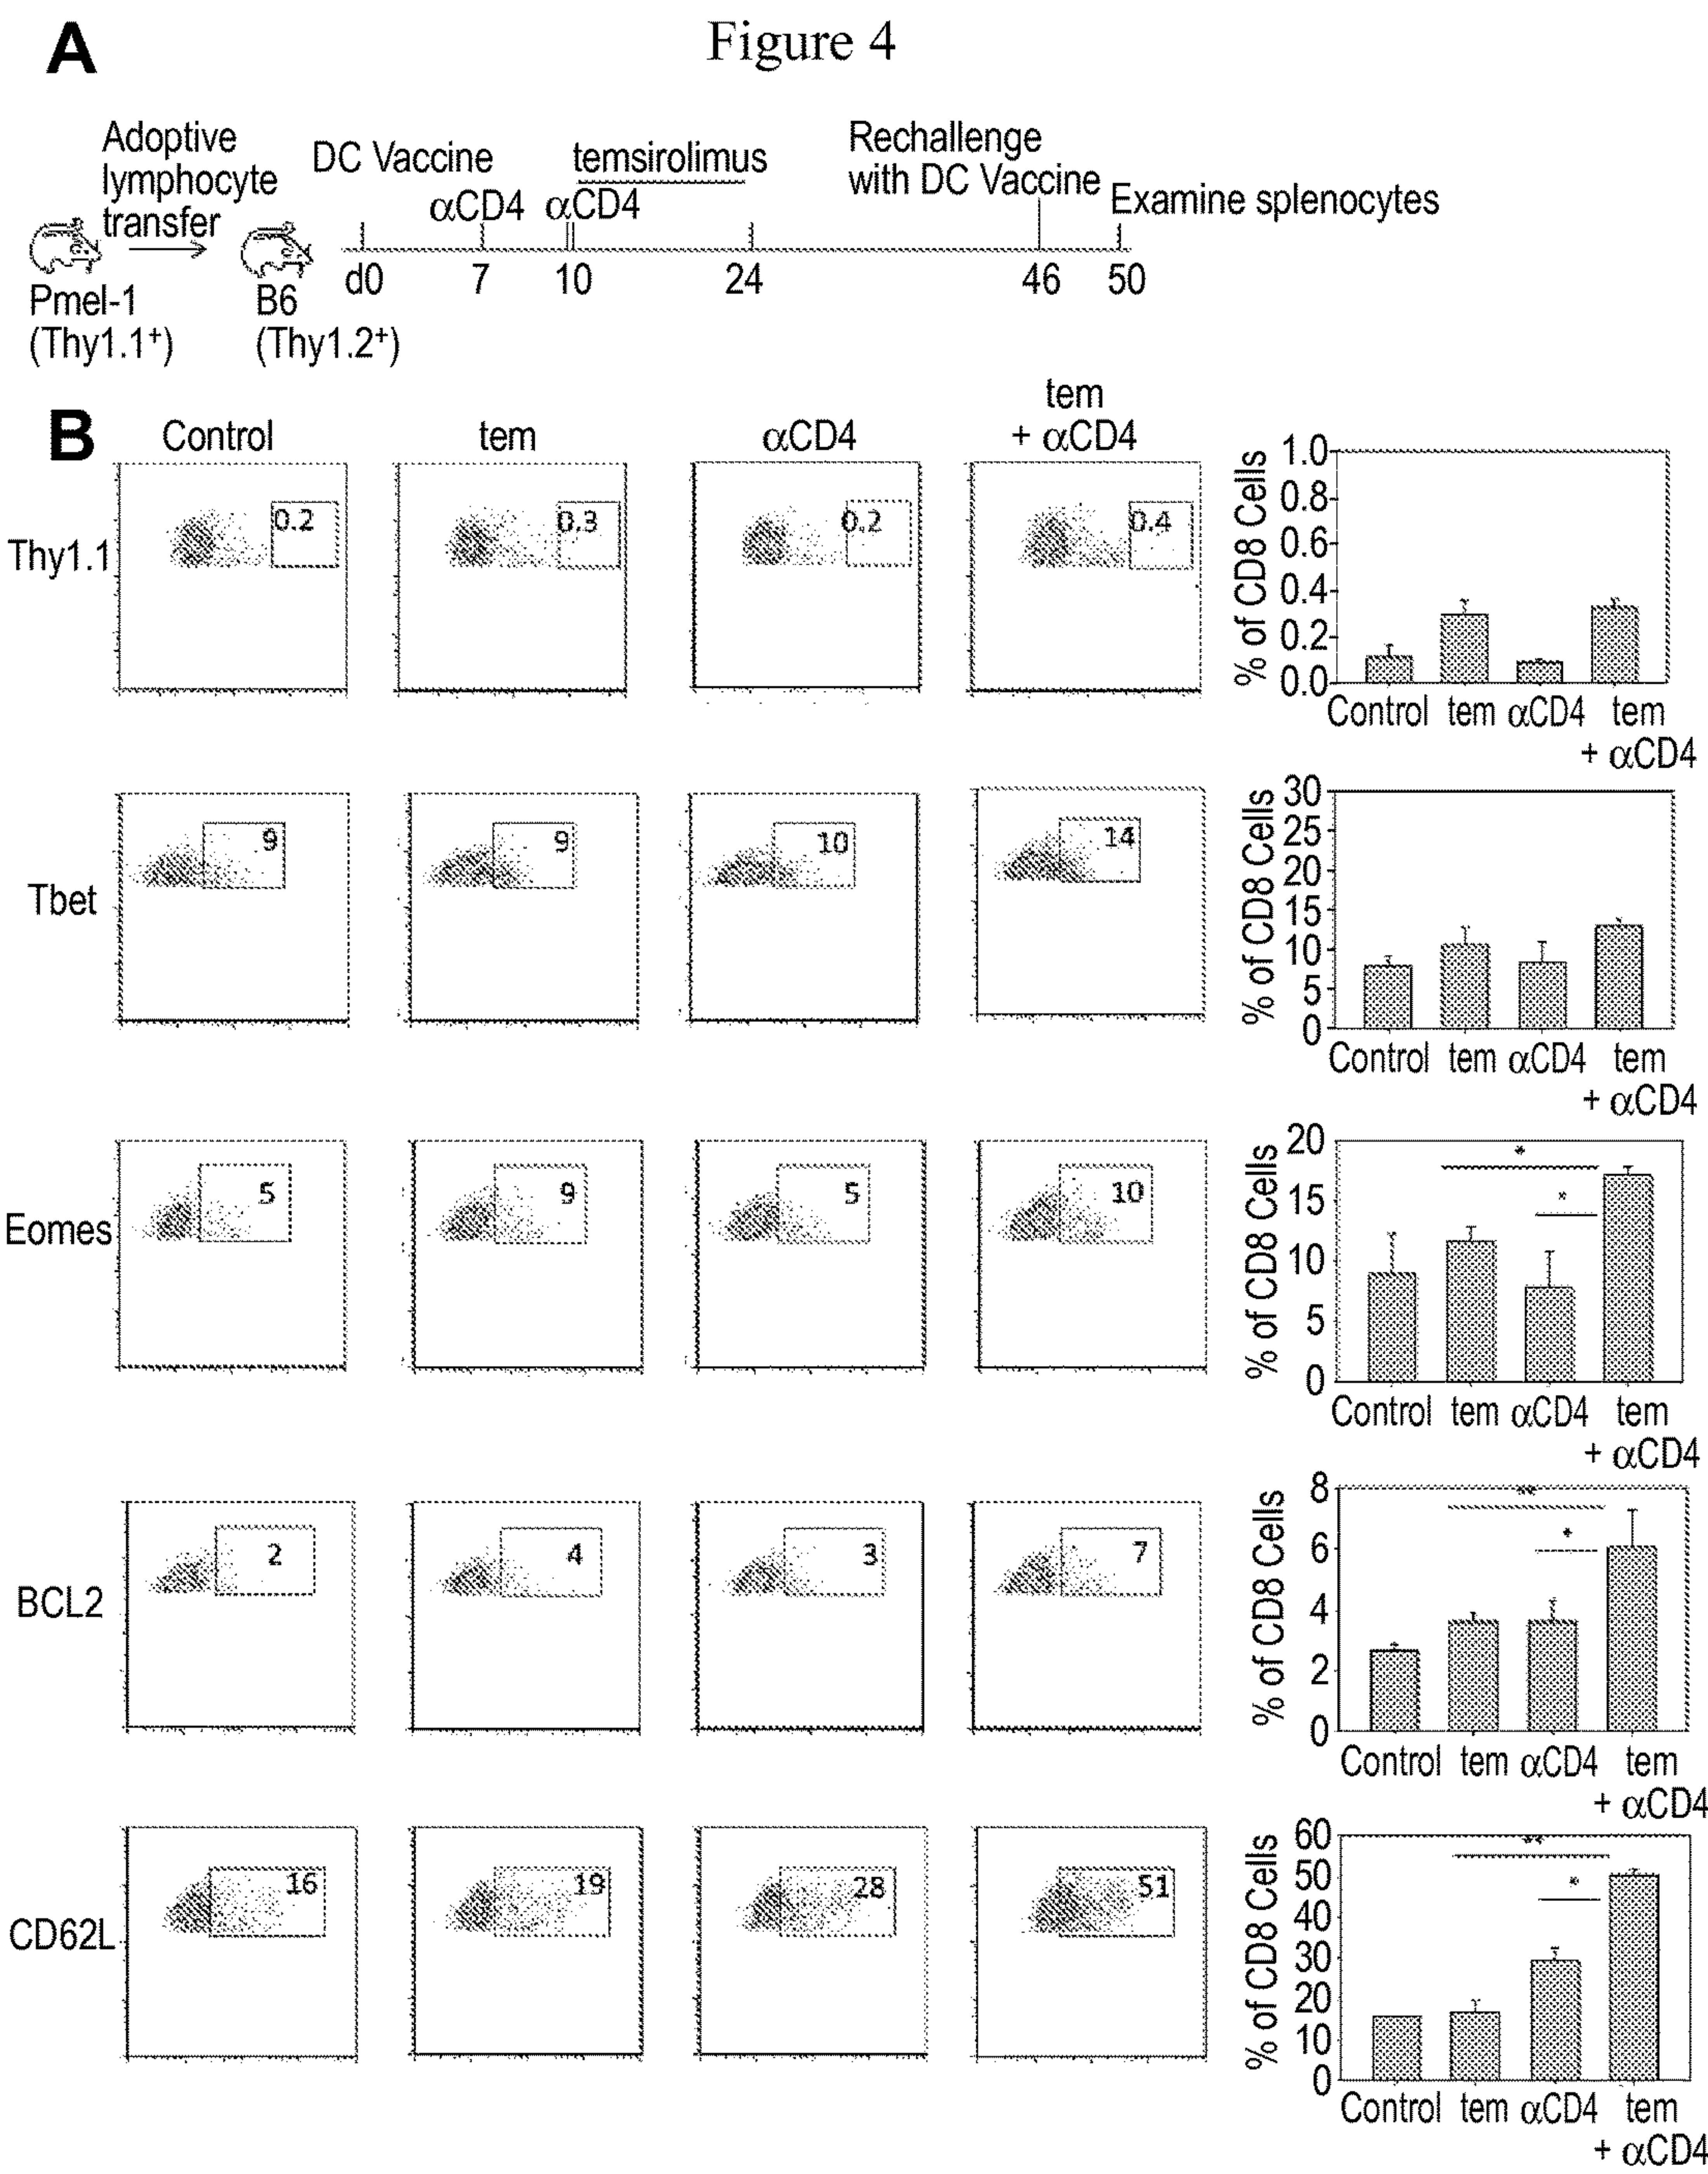 Figure 4
A
Adoptive
lymphocyte
transfer
DC Vaccine
αCD4
temsirolimus
αCD4
Rechallenge
with DC Vaccine
Examine splenocytes
d0 7 10 24 46 50
Pmel-1
(Thy1.1+)
B6
(Thy1.2+)
B
Control
tem
αCD4
tem
+ αCD4
Thy1.1
0.2
0.3
0.2
0.4
% of CD8 Cells
1.0
0.8
0.6
0.4
0.2
0.0
Control tem αCD4 tem
+ αCD4
Tbet
9
9
10
14
% of CD8 Cells
30
25
20
15
10
5
0
Control tem αCD4 tem
+ αCD4
Eomes
5
9
5
10
% of CD8 Cells
20
15
10
5
0
*
*
Control tem αCD4 tem
+ αCD4
BCL2
2
4
3
7
% of CD8 Cells
8
6
4
2
0
**
*
Control tem αCD4 tem
+ αCD4
CD62L
16
19
28
51
% of CD8 Cells
60
50
40
30
20
10
0
**
*
Control tem αCD4 tem
+ αCD4